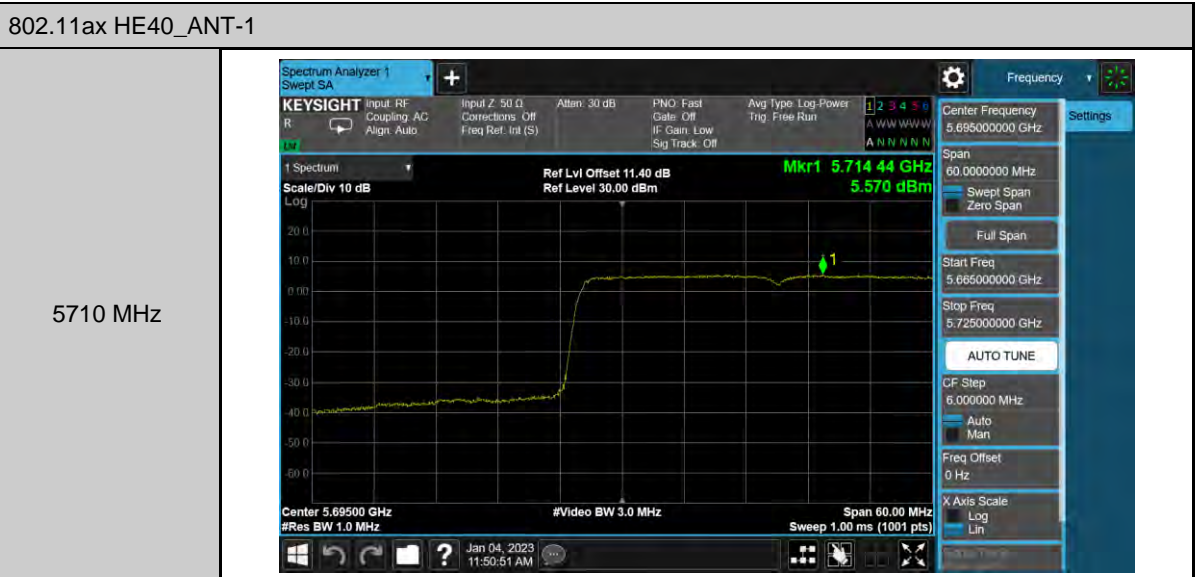 802.11ax HE40_ANT-1
5710 MHz
Spectrum Analyzer 1
Swept SA
Frequency
KEYSIGHT
R
Input: RF
Coupling: AC
Align: Auto
Input Z: 50 Ω
Corrections: Off
Freq Ref: Int (S)
Atten: 30 dB
PNO: Fast
Gate: Off
IF Gain: Low
Sig Track: Off
Avg Type: Log-Power
Trig: Free Run
1 2 3 4 5 6
A W W W W W
A N N N N N
1 Spectrum
Scale/Div 10 dB
Log
Ref Lvl Offset 11.40 dB
Ref Level 30.00 dBm
Mkr1 5.714 44 GHz
5.570 dBm
20.0
10.0
0.00
-10.0
-20.0
-30.0
-40.0
-50.0
-60.0
1
Center 5.69500 GHz
#Res BW 1.0 MHz
#Video BW 3.0 MHz
Span 60.00 MHz
Sweep 1.00 ms (1001 pts)
Center Frequency
5.695000000 GHz
Settings
Span
60.0000000 MHz
Swept Span
Zero Span
Full Span
Start Freq
5.665000000 GHz
Stop Freq
5.725000000 GHz
AUTO TUNE
CF Step
6.000000 MHz
Auto
Man
Freq Offset
0 Hz
X Axis Scale
Log
Lin
Jan 04, 2023
11:50:51 AM